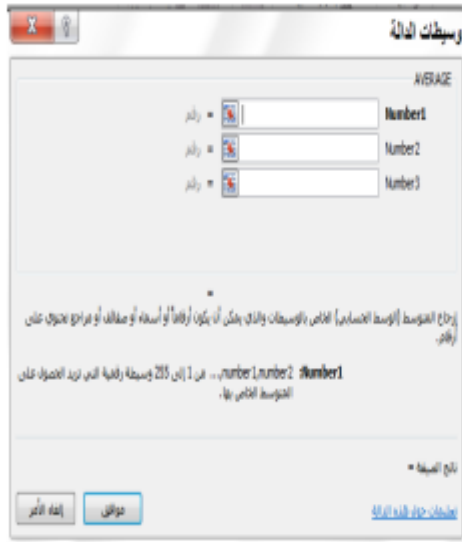 وسيطات الدالة
AVERAGE
Number1 = رقم
Number2 = رقم
Number3 = رقم
=
إرجاع المتوسط (الوسط الحسابي) الخاص بالوسيطات والذي يمكن أن يكون أرقاماً أو أسماء أو صفائف أو مراجع تحتوي على
أرقام.
Number1: number1,number2,... من 1 إلى 255 وسيطة رقمية التي تريد الحصول على
المتوسط الخاص بها.
ناتج الصيغة =
تعليمات حول هذه الدالة
موافق
إلغاء الأمر